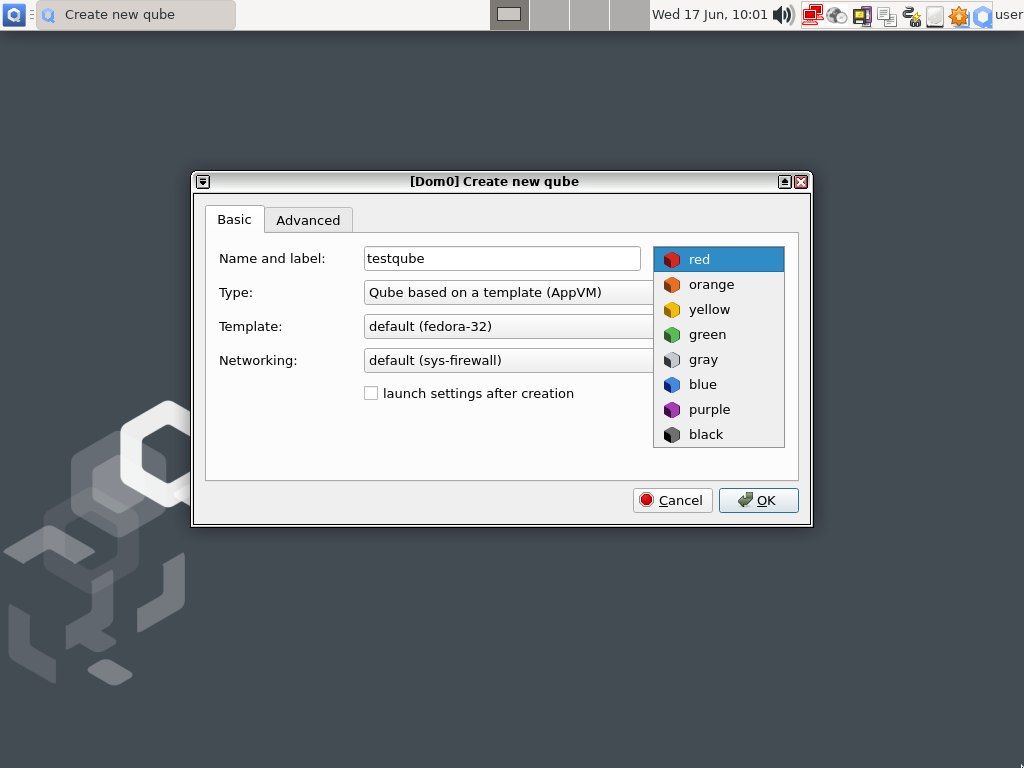 Create new qube
Wed 17 Jun, 10:01
user
[Dom0] Create new qube
Basic
Advanced
Name and label:
testqube
red
orange
yellow
green
gray
blue
purple
black
Type:
Qube based on a template (AppVM)
Template:
default (fedora-32)
Networking:
default (sys-firewall)
launch settings after creation
Cancel
OK